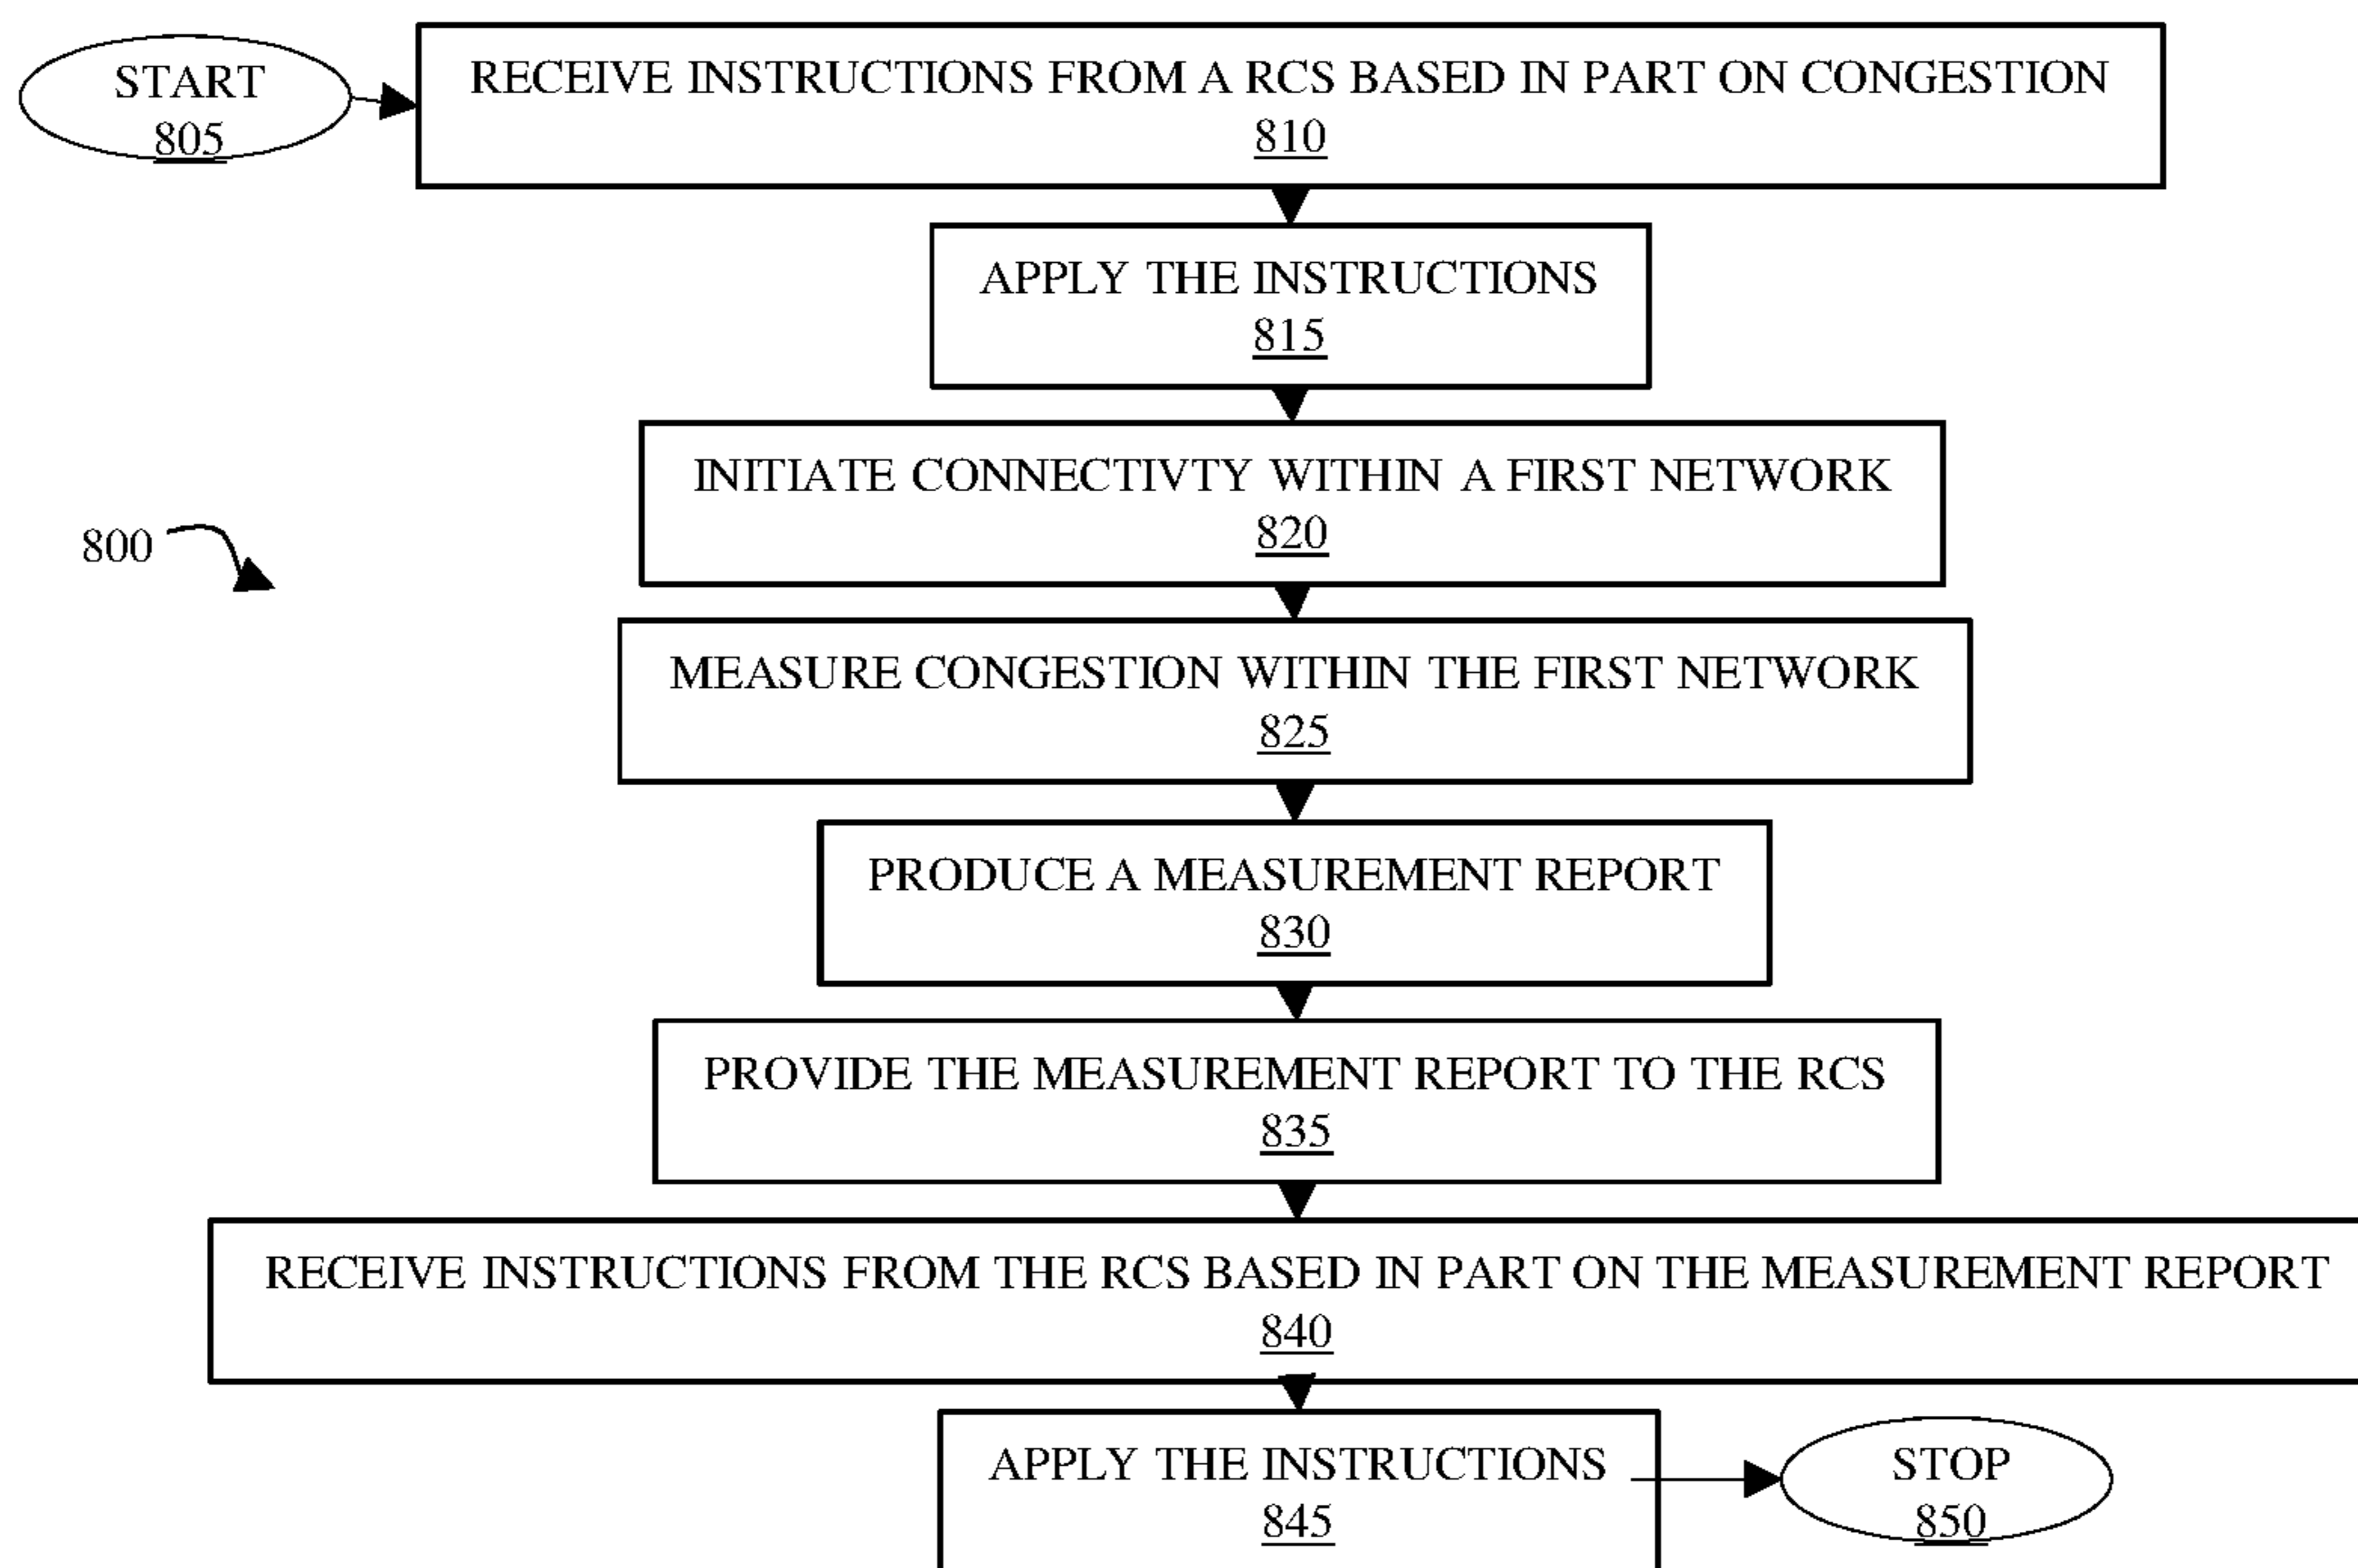 START
805
RECEIVE INSTRUCTIONS FROM A RCS BASED IN PART ON CONGESTION
810
APPLY THE INSTRUCTIONS
815
INITIATE CONNECTIVTY WITHIN A FIRST NETWORK
820
800
MEASURE CONGESTION WITHIN THE FIRST NETWORK
825
PRODUCE A MEASUREMENT REPORT
830
PROVIDE THE MEASUREMENT REPORT TO THE RCS
835
RECEIVE INSTRUCTIONS FROM THE RCS BASED IN PART ON THE MEASUREMENT REPORT
840
APPLY THE INSTRUCTIONS
845
STOP
850